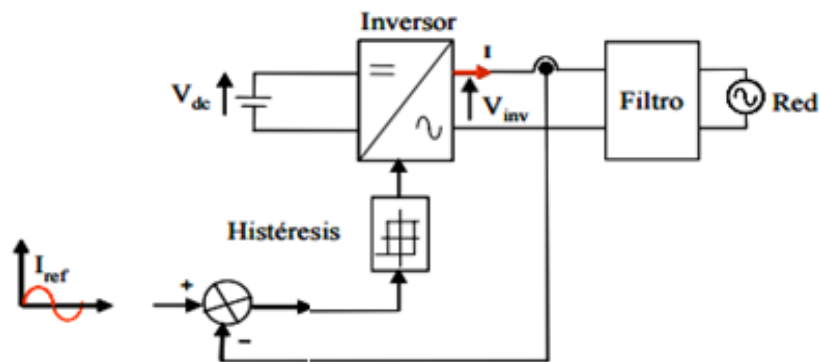 Inversor
I
V_dc
V_inv
Filtro
Red
Histéresis
I_ref
+
−